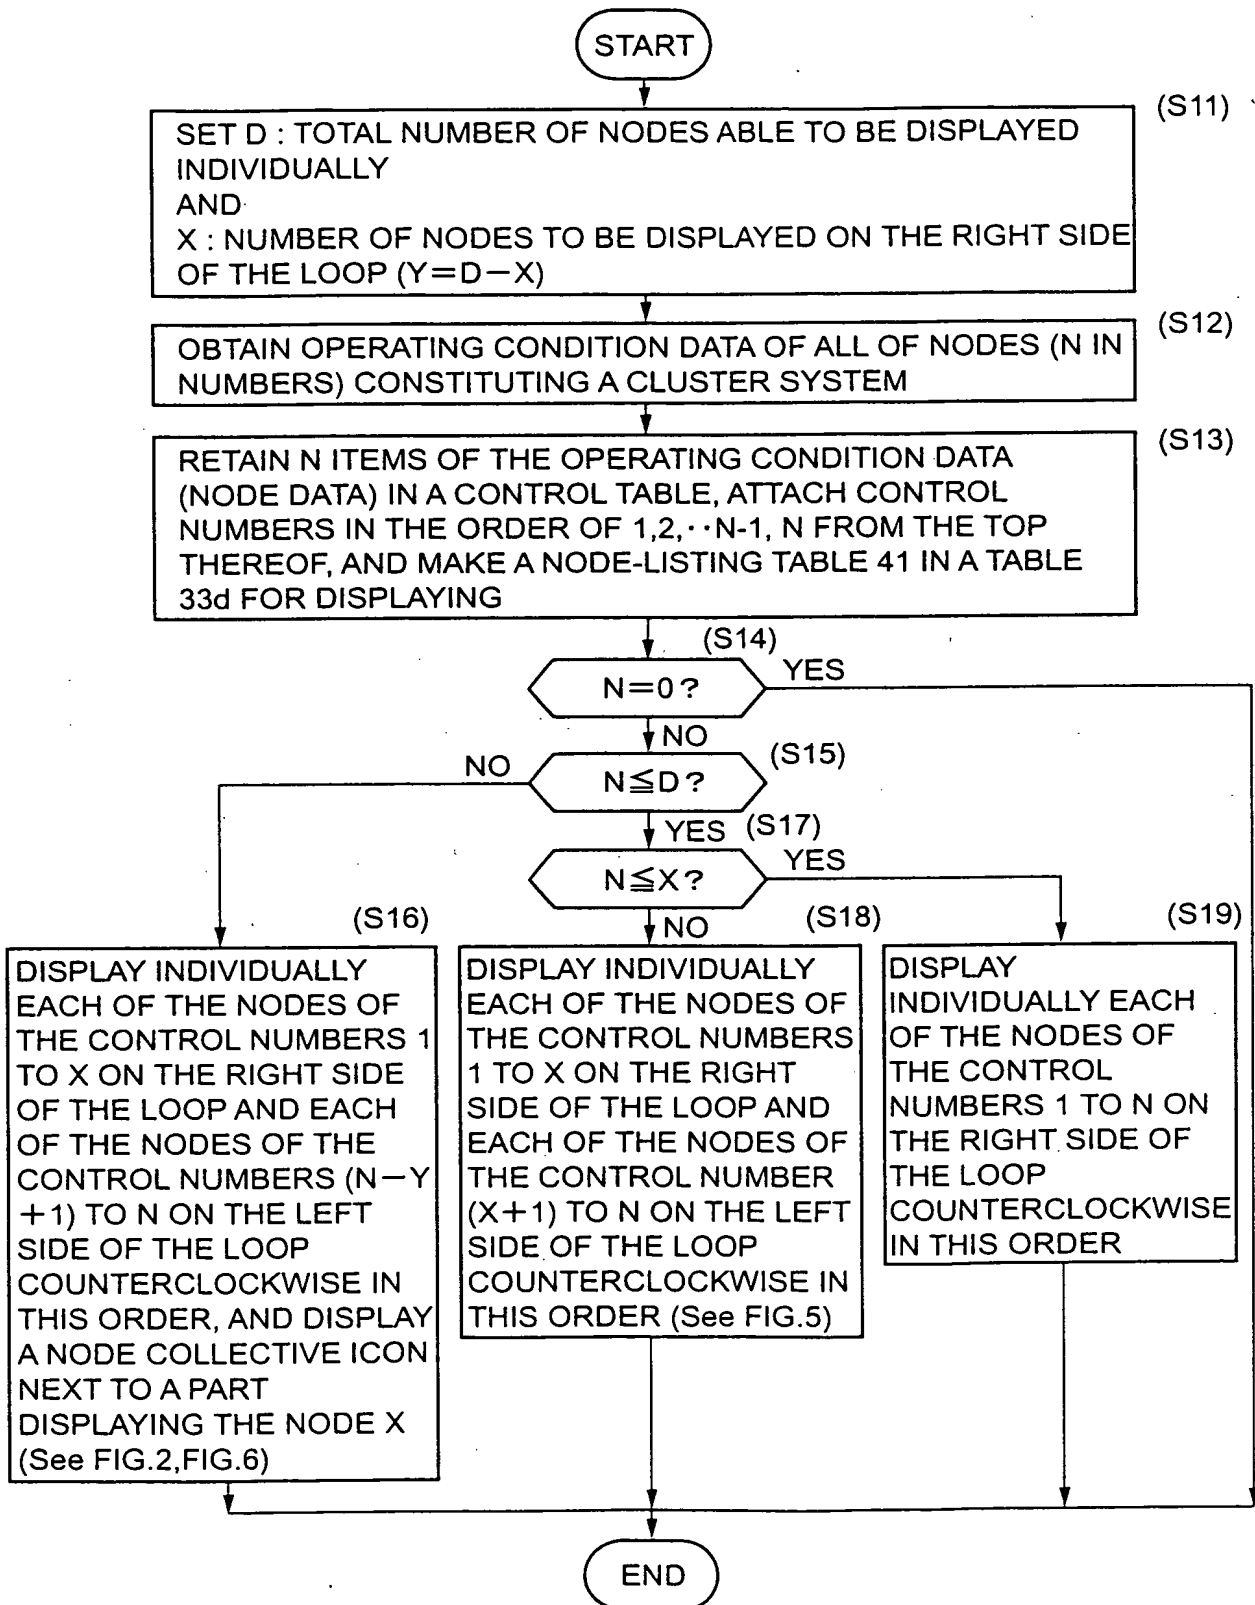 START
(S11)
SET D : TOTAL NUMBER OF NODES ABLE TO BE DISPLAYED
INDIVIDUALLY
AND
X : NUMBER OF NODES TO BE DISPLAYED ON THE RIGHT SIDE
OF THE LOOP (Y=D−X)
(S12)
OBTAIN OPERATING CONDITION DATA OF ALL OF NODES (N IN
NUMBERS) CONSTITUTING A CLUSTER SYSTEM
(S13)
RETAIN N ITEMS OF THE OPERATING CONDITION DATA
(NODE DATA) IN A CONTROL TABLE, ATTACH CONTROL
NUMBERS IN THE ORDER OF 1,2,··N-1, N FROM THE TOP
THEREOF, AND MAKE A NODE-LISTING TABLE 41 IN A TABLE
33d FOR DISPLAYING
(S14)
N=0?
YES
NO
(S15)
N≦D?
NO
YES
(S17)
N≦X?
YES
NO
(S16)
DISPLAY INDIVIDUALLY
EACH OF THE NODES OF
THE CONTROL NUMBERS 1
TO X ON THE RIGHT SIDE
OF THE LOOP AND EACH
OF THE NODES OF THE
CONTROL NUMBERS (N−Y
+1) TO N ON THE LEFT
SIDE OF THE LOOP
COUNTERCLOCKWISE IN
THIS ORDER, AND DISPLAY
A NODE COLLECTIVE ICON
NEXT TO A PART
DISPLAYING THE NODE X
(See FIG.2,FIG.6)
(S18)
DISPLAY INDIVIDUALLY
EACH OF THE NODES OF
THE CONTROL NUMBERS
1 TO X ON THE RIGHT
SIDE OF THE LOOP AND
EACH OF THE NODES OF
THE CONTROL NUMBER
(X+1) TO N ON THE LEFT
SIDE OF THE LOOP
COUNTERCLOCKWISE IN
THIS ORDER (See FIG.5)
(S19)
DISPLAY
INDIVIDUALLY EACH
OF THE NODES OF
THE CONTROL
NUMBERS 1 TO N ON
THE RIGHT SIDE OF
THE LOOP
COUNTERCLOCKWISE
IN THIS ORDER
END